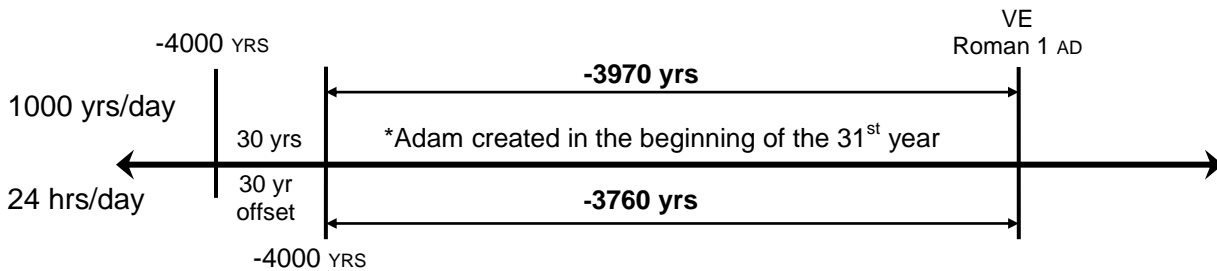 VE
Roman 1 AD
-4000 YRS
-3970 yrs
1000 yrs/day
30 yrs
*Adam created in the beginning of the 31st year
24 hrs/day
30 yr
offset
-3760 yrs
-4000 YRS